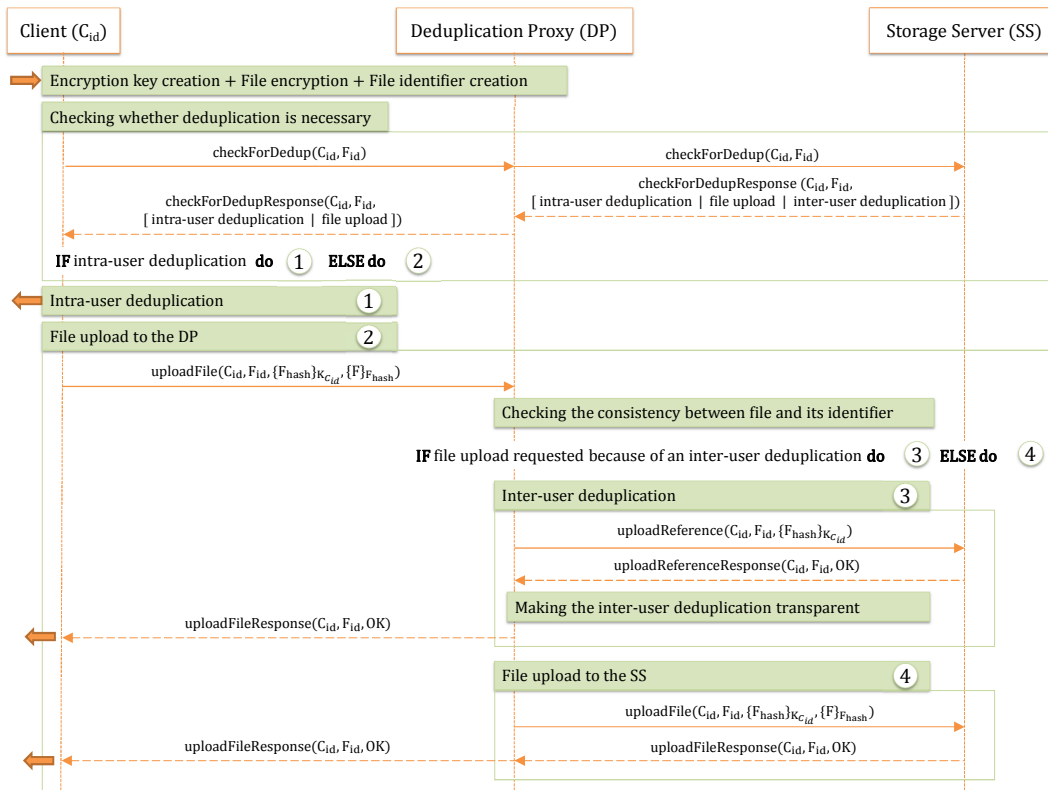 Client (C_id)
Deduplication Proxy (DP)
Storage Server (SS)
Encryption key creation + File encryption + File identifier creation
Checking whether deduplication is necessary
checkForDedup(C_id, F_id)
checkForDedup(C_id, F_id)
checkForDedupResponse (C_id, F_id,
[ intra-user deduplication | file upload | inter-user deduplication ])
checkForDedupResponse(C_id, F_id,
[ intra-user deduplication | file upload ])
IF intra-user deduplication do 1 ELSE do 2
Intra-user deduplication 1
File upload to the DP 2
uploadFile(C_id, F_id, {F_hash}_K_C_id, {F}_F_hash)
Checking the consistency between file and its identifier
IF file upload requested because of an inter-user deduplication do 3 ELSE do 4
Inter-user deduplication 3
uploadReference(C_id, F_id, {F_hash}_K_C_id)
uploadReferenceResponse(C_id, F_id, OK)
Making the inter-user deduplication transparent
uploadFileResponse(C_id, F_id, OK)
File upload to the SS 4
uploadFile(C_id, F_id, {F_hash}_K_C_id, {F}_F_hash)
uploadFileResponse(C_id, F_id, OK)
uploadFileResponse(C_id, F_id, OK)